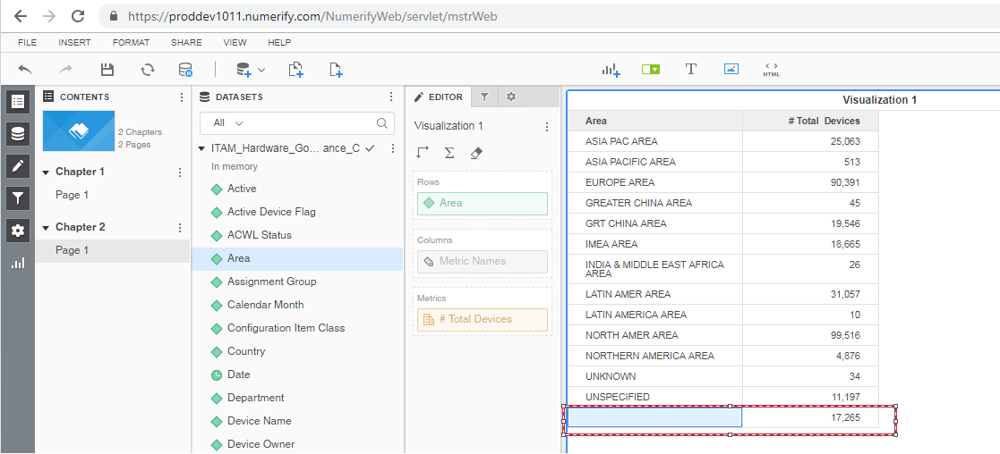 https://proddev1011.numerify.com/NumerifyWeb/servlet/mstrWeb
FILE INSERT FORMAT SHARE VIEW HELP
T
HTML
CONTENTS
2 Chapters
2 Pages
Chapter 1
Page 1
Chapter 2
Page 1
DATASETS
All
ITAM_Hardware_Go... ance_C
In memory
Active
Active Device Flag
ACWL Status
Area
Assignment Group
Calendar Month
Configuration Item Class
Country
Date
Department
Device Name
Device Owner
EDITOR
Visualization 1
Rows
Area
Columns
Metric Names
Metrics
# Total Devices
Visualization 1
Area # Total Devices
ASIA PAC AREA 25,063
ASIA PACIFIC AREA 513
EUROPE AREA 90,391
GREATER CHINA AREA 45
GRT CHINA AREA 19,546
IMEA AREA 18,665
INDIA & MIDDLE EAST AFRICA 26
AREA
LATIN AMER AREA 31,057
LATIN AMERICA AREA 10
NORTH AMER AREA 99,516
NORTHERN AMERICA AREA 4,876
UNKNOWN 34
UNSPECIFIED 11,197
17,265